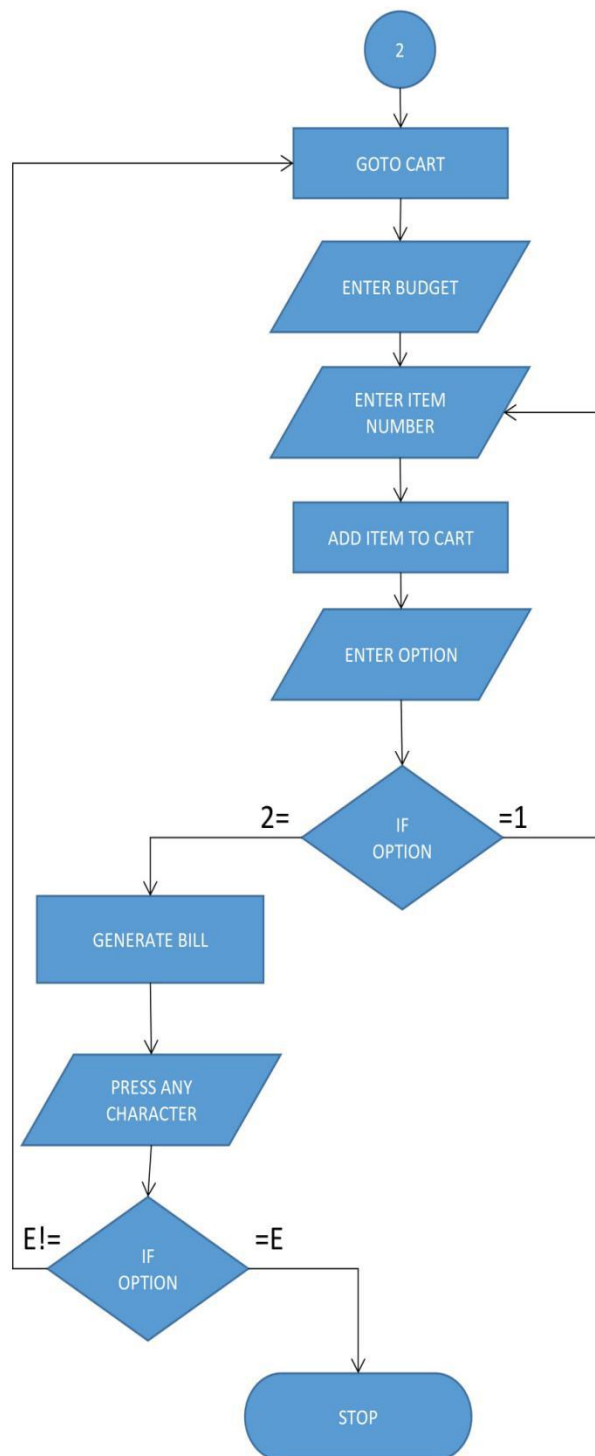 2
GOTO CART
ENTER BUDGET
ENTER ITEM
NUMBER
ADD ITEM TO CART
ENTER OPTION
2=
IF
OPTION
=1
GENERATE BILL
PRESS ANY
CHARACTER
E!=
IF
OPTION
=E
STOP